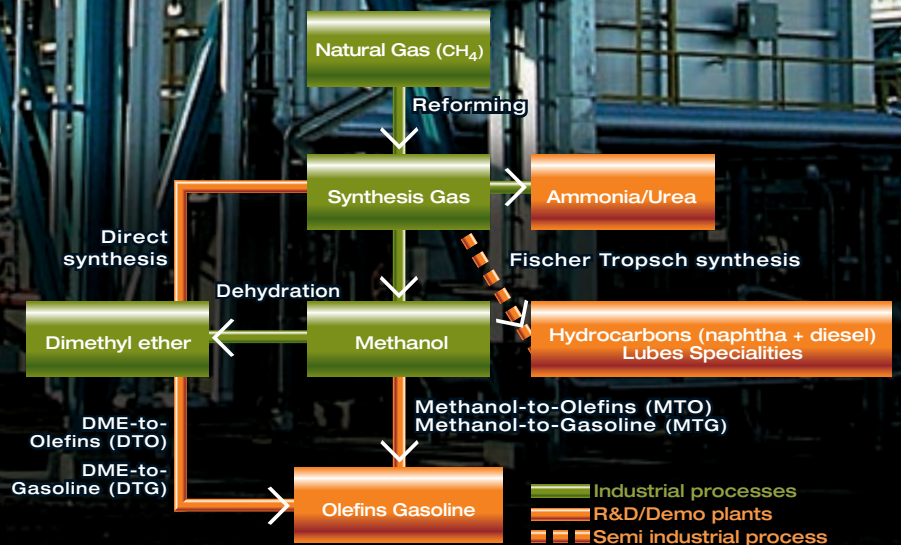 Natural Gas (CH₄)
Reforming
Synthesis Gas
Ammonia/Urea
Direct
synthesis
Fischer Tropsch synthesis
Dehydration
Dimethyl ether
Methanol
Hydrocarbons (naphtha + diesel)
Lubes Specialities
DME-to-
Olefins (DTO)
DME-to-
Gasoline (DTG)
Methanol-to-Olefins (MTO)
Methanol-to-Gasoline (MTG)
Olefins Gasoline
Industrial processes
R&D/Demo plants
Semi industrial process